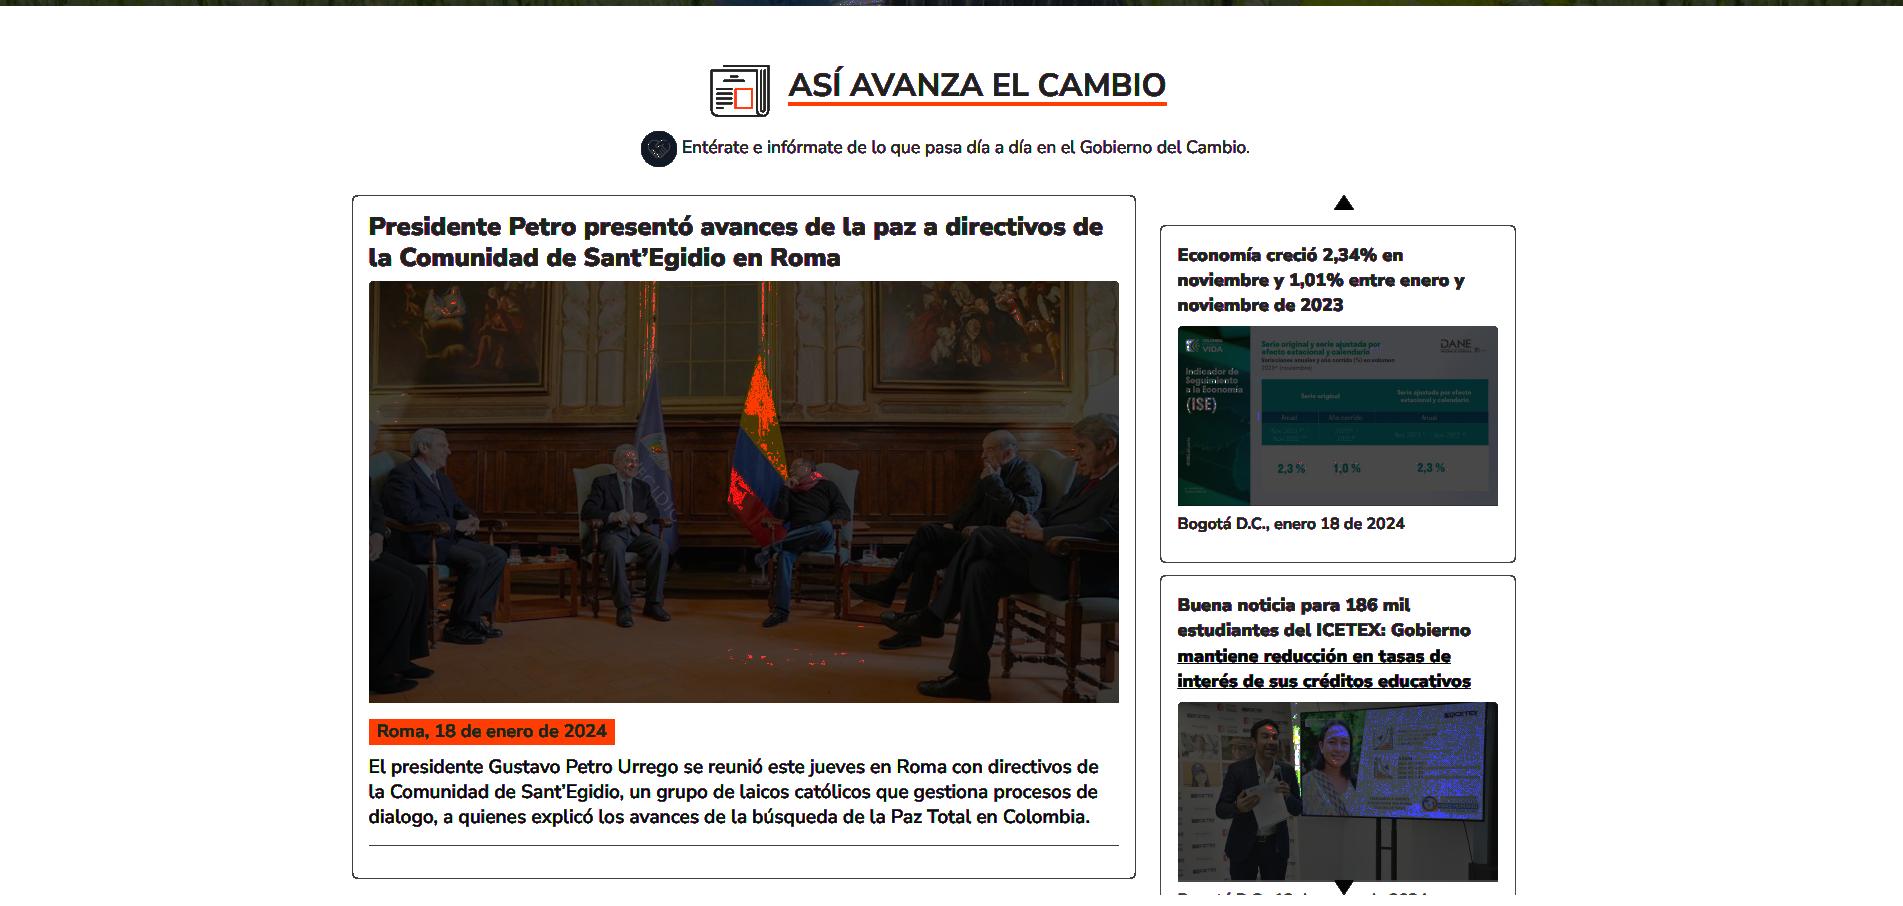 ASÍ AVANZA EL CAMBIO
Entérate e infórmate de lo que pasa día a día en el Gobierno del Cambio.
Presidente Petro presentó avances de la paz a directivos de
la Comunidad de Sant’Egidio en Roma
Roma, 18 de enero de 2024
El presidente Gustavo Petro Urrego se reunió este jueves en Roma con directivos de
la Comunidad de Sant’Egidio, un grupo de laicos católicos que gestiona procesos de
dialogo, a quienes explicó los avances de la búsqueda de la Paz Total en Colombia.
Economía creció 2,34% en
noviembre y 1,01% entre enero y
noviembre de 2023
VIDA
Indicador de
Seguimiento
a la Economía
(ISE)
Serie original y serie ajustada por
efecto estacional y calendario
DANE
Serie original
Serie ajustada por efecto
estacional y calendario
Anual
Año corrido
Anual
2,3 %
1,0 %
2,3 %
Bogotá D.C., enero 18 de 2024
Buena noticia para 186 mil
estudiantes del ICETEX: Gobierno
mantiene reducción en tasas de
interés de sus créditos educativos
ICETEX